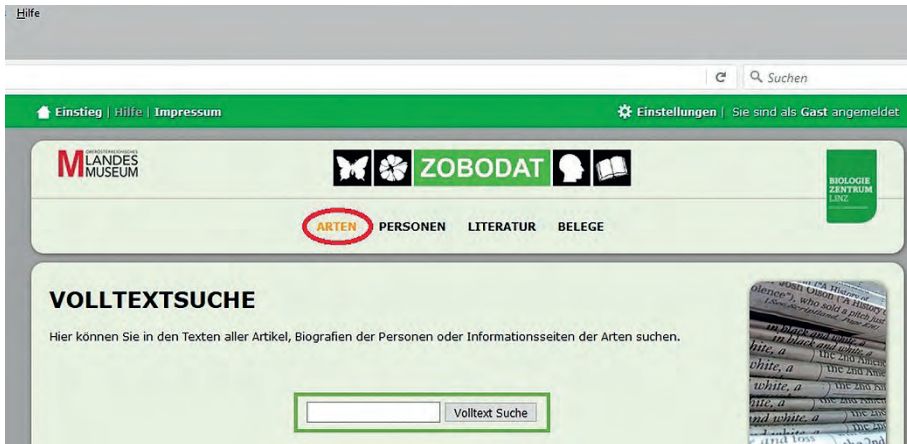 Hilfe
Suchen
Einstieg | Hilfe | Impressum
Einstellungen | Sie sind als Gast angemeldet
OBERÖSTERREICHISCHES
LANDES
MUSEUM
ZOBODAT
BIOLOGIE
ZENTRUM
LINZ
ARTEN PERSONEN LITERATUR BELEGE
VOLLTEXTSUCHE
Hier können Sie in den Texten aller Artikel, Biografien der Personen oder Informationsseiten der Arten suchen.
Volltext Suche